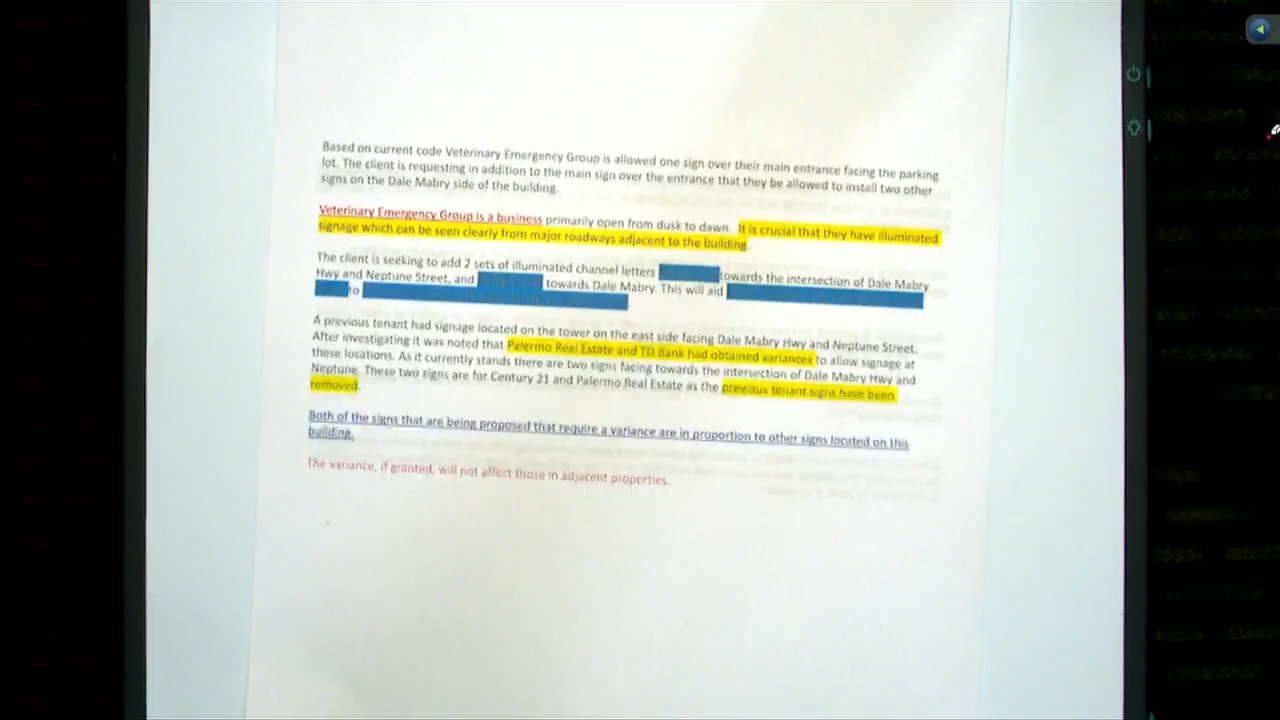 Based on current code Veterinary Emergency Group is allowed one sign over their main entrance facing the parking
lot. The client is requesting in addition to the main sign over the entrance that they be allowed to install two other
signs on the Dale Mabry side of the building.
Veterinary Emergency Group is a business primarily open from dusk to dawn. It is crucial that they have illuminated
signage which can be seen clearly from major roadways adjacent to the building.
The client is seeking to add 2 sets of illuminated channel letters towards the intersection of Dale Mabry
Hwy and Neptune Street, and towards Dale Mabry. This will aid
to
A previous tenant had signage located on the tower on the east side facing Dale Mabry Hwy and Neptune Street.
After investigating it was noted that Palermo Real Estate and TD Bank had obtained variances to allow signage at
these locations. As it currently stands there are two signs facing towards the intersection of Dale Mabry Hwy and
Neptune. These two signs are for Century 21 and Palermo Real Estate as the previous tenant signs have been
removed.
Both of the signs that are being proposed that require a variance are in proportion to other signs located on this
building.
The variance, if granted, will not affect those in adjacent properties.